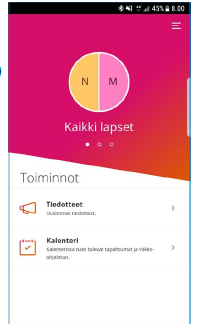 45% 8.00
N M
Kaikki lapset
Toiminnot
Tiedotteet
Uusimmat tiedotteet.
Kalenteri
Kalenterissa näet tulevat tapahtumat ja viikko-
ohjelman.